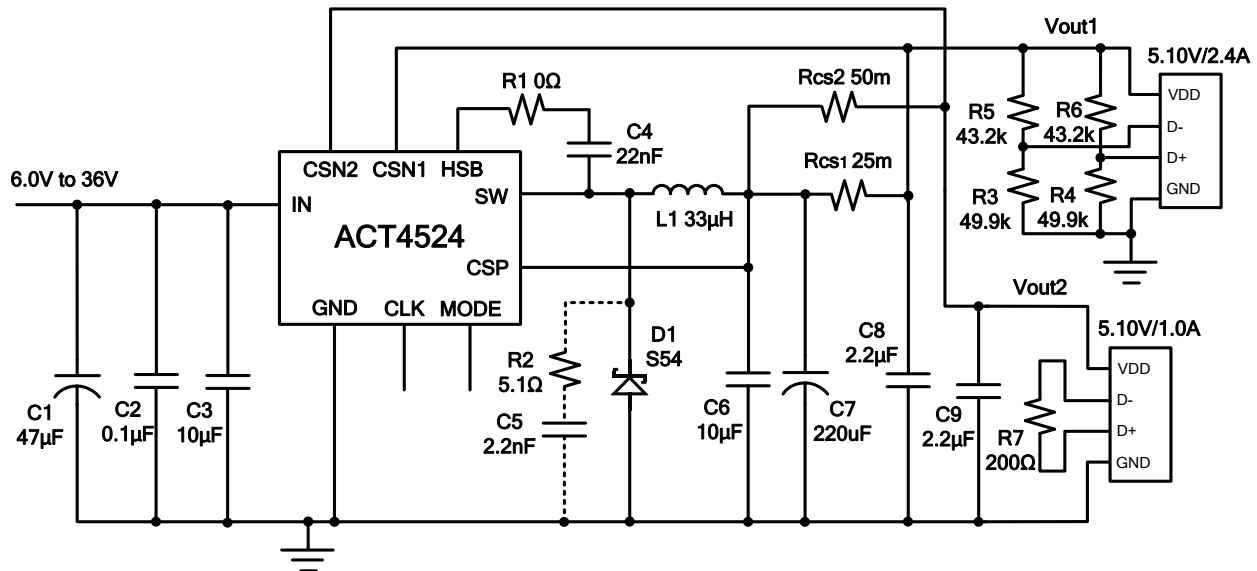 Vout1
5.10V/2.4A
R1 0Ω
Rcs2 50m
VDD
R5
43.2k
R6
43.2k
D-
C4
22nF
CSN2
CSN1
HSB
Rcs1 25m
D+
6.0V to 36V
IN
SW
R3
49.9k
R4
49.9k
GND
L1 33μH
ACT4524
CSP
Vout2
GND
CLK
MODE
5.10V/1.0A
D1
S54
C8
2.2μF
R2
5.1Ω
VDD
D-
C1
47μF
C2
0.1μF
C3
10μF
C5
2.2nF
C6
10μF
C7
220uF
C9
2.2μF
R7
200Ω
D+
GND